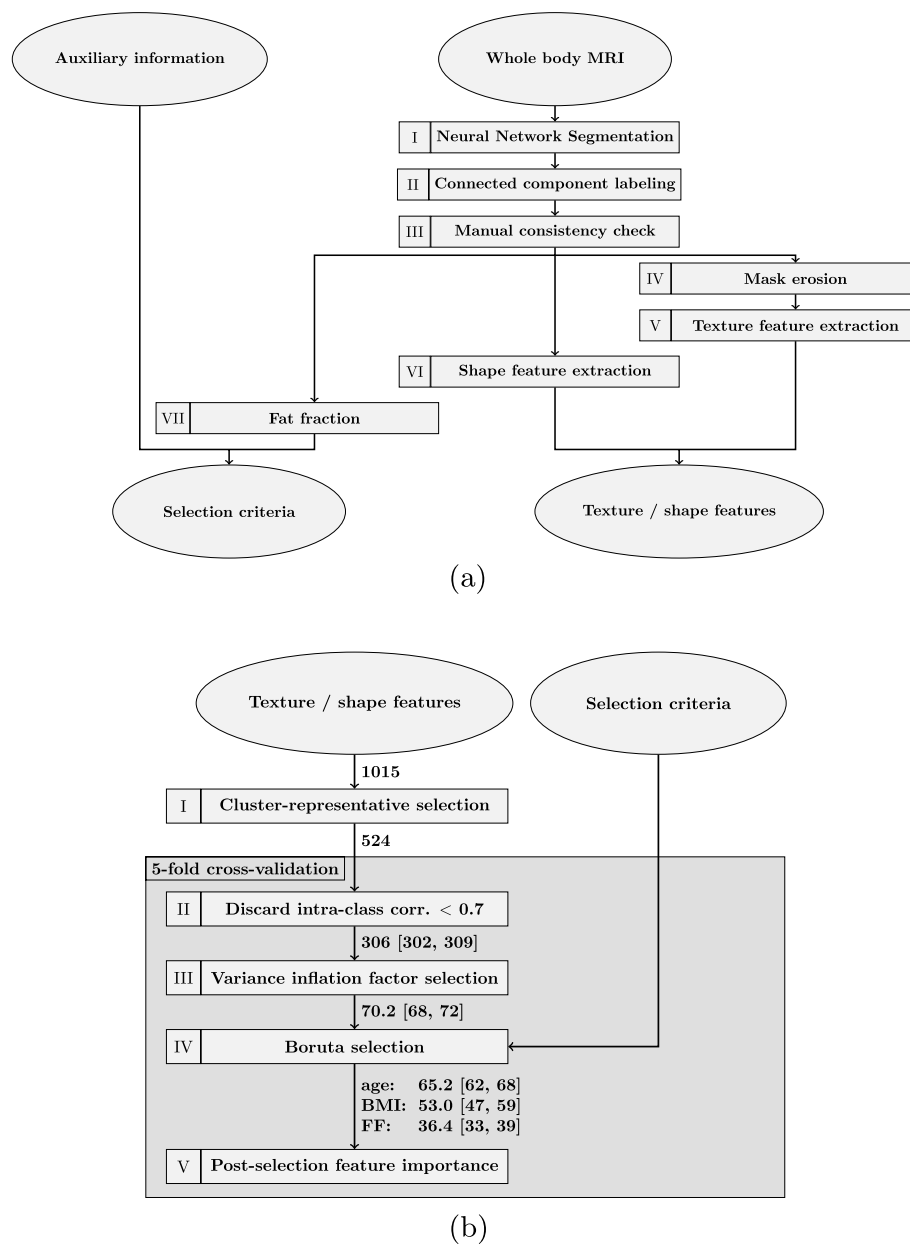 Auxiliary information
Whole body MRI
I Neural Network Segmentation
II Connected component labeling
III Manual consistency check
IV Mask erosion
V Texture feature extraction
VI Shape feature extraction
VII Fat fraction
Selection criteria
Texture / shape features
(a)
Texture / shape features
Selection criteria
1015
I Cluster-representative selection
524
5-fold cross-validation
II Discard intra-class corr. < 0.7
306 [302, 309]
III Variance inflation factor selection
70.2 [68, 72]
IV Boruta selection
age: 65.2 [62, 68]
BMI: 53.0 [47, 59]
FF: 36.4 [33, 39]
V Post-selection feature importance
(b)